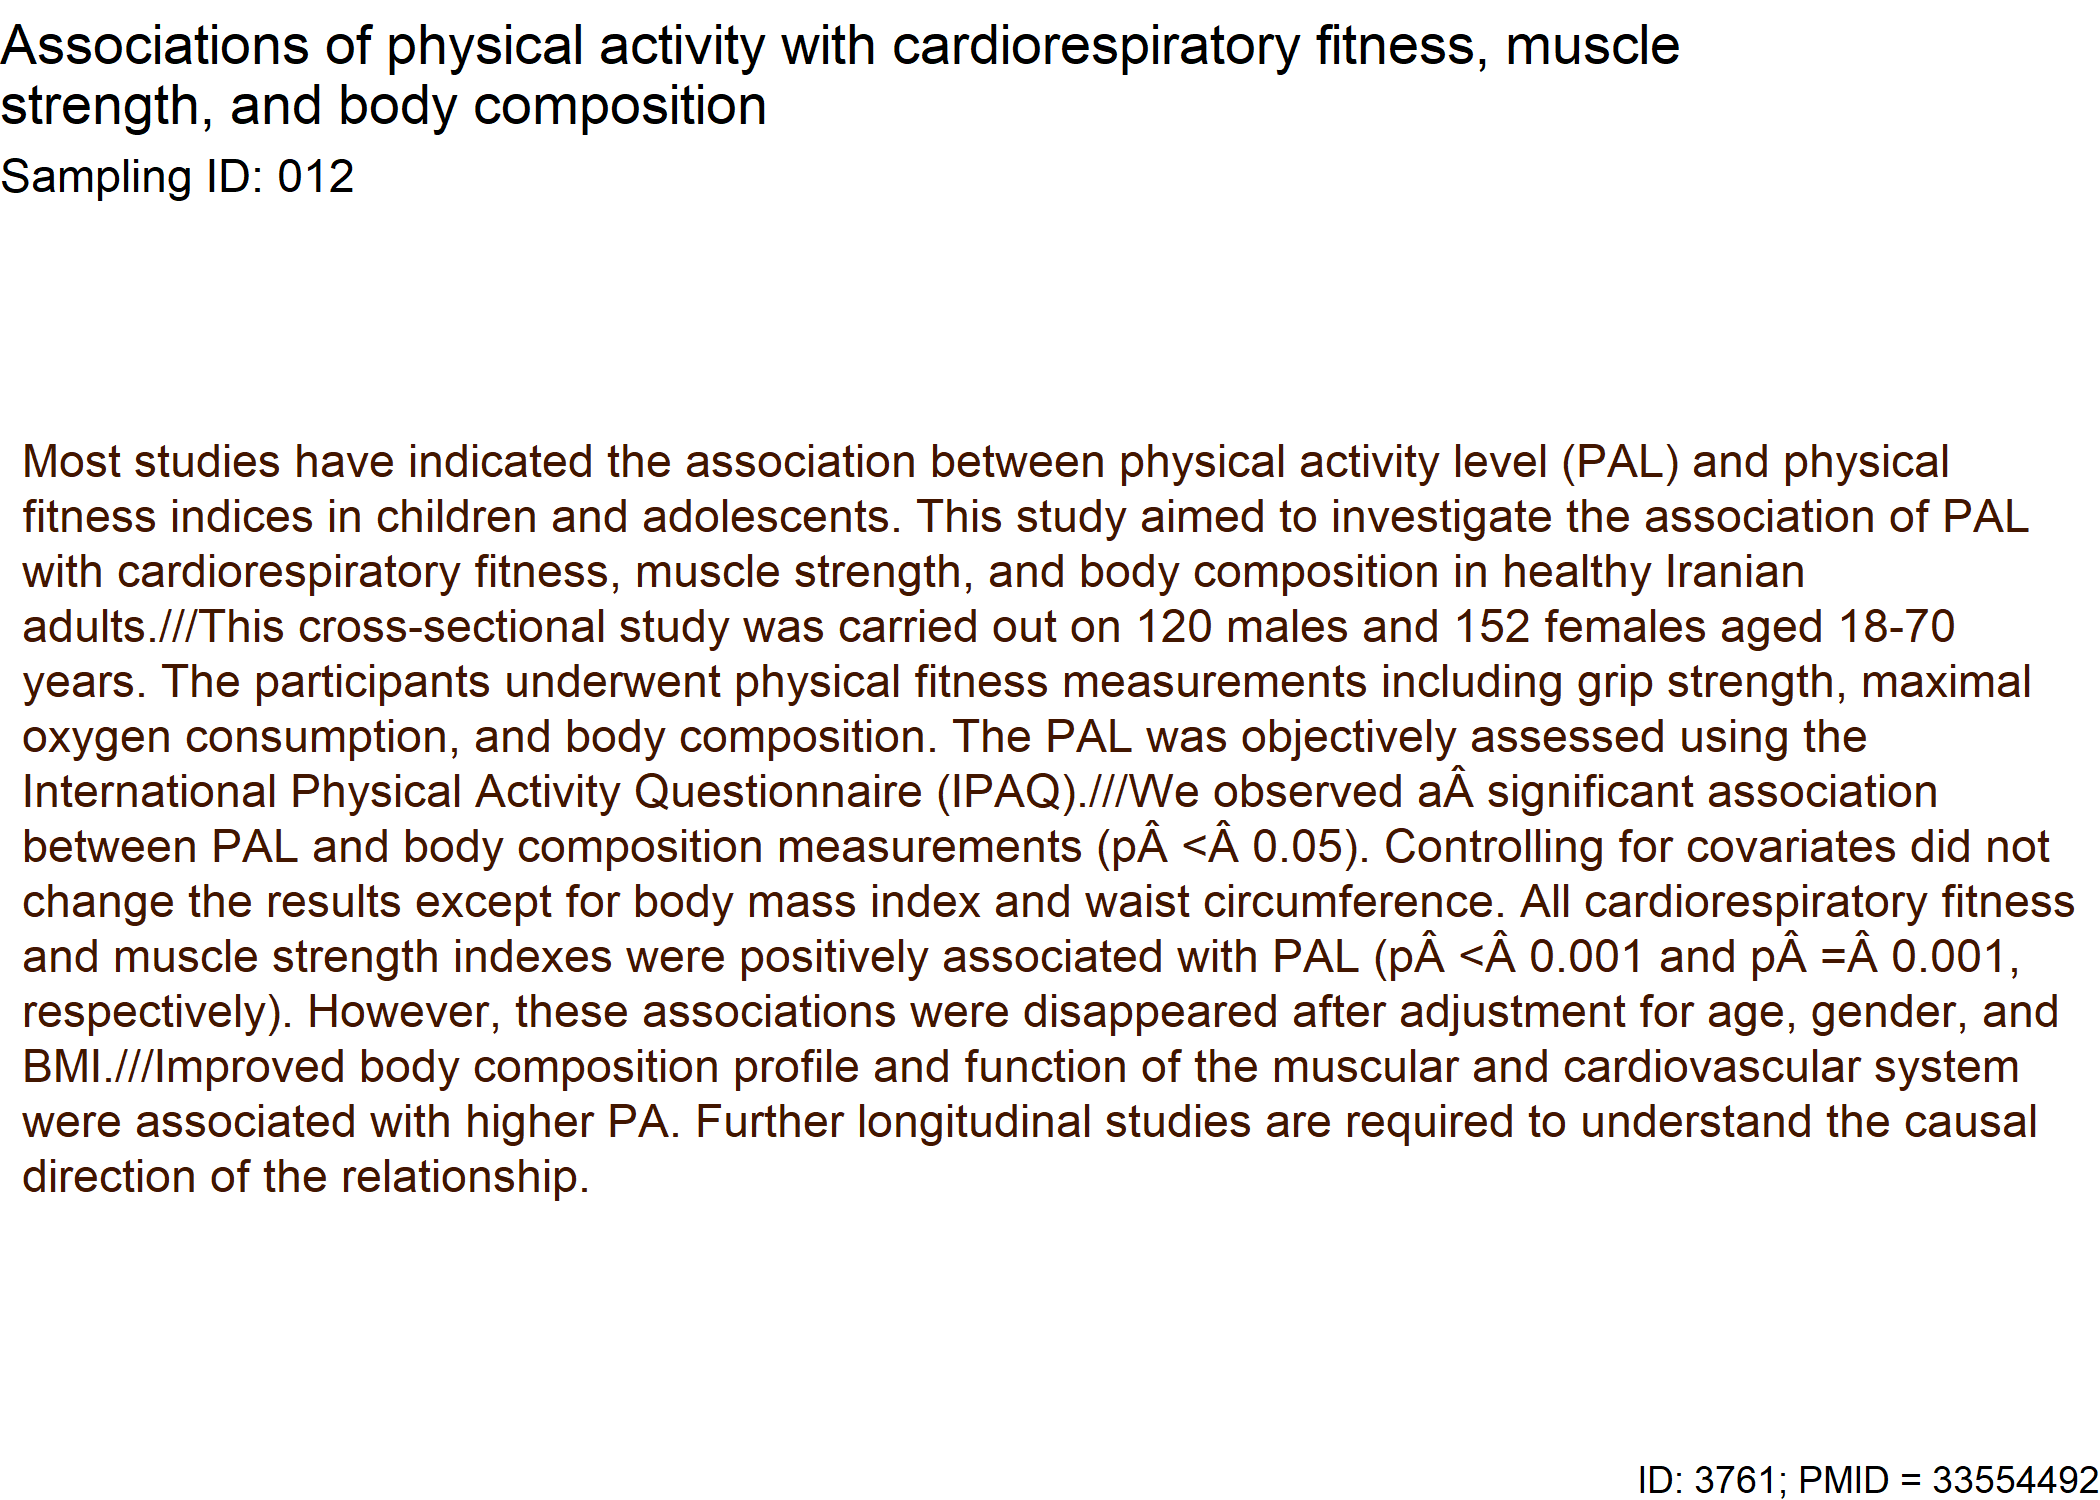 Associations of physical activity with cardiorespiratory fitness, muscle
strength, and body composition
Sampling ID: 012
Most studies have indicated the association between physical activity level (PAL) and physical
fitness indices in children and adolescents. This study aimed to investigate the association of PAL
with cardiorespiratory fitness, muscle strength, and body composition in healthy Iranian
adults.///This cross-sectional study was carried out on 120 males and 152 females aged 18-70
years. The participants underwent physical fitness measurements including grip strength, maximal
oxygen consumption, and body composition. The PAL was objectively assessed using the
International Physical Activity Questionnaire (IPAQ).///We observed aÂ significant association
between PAL and body composition measurements (pÂ <Â 0.05). Controlling for covariates did not
change the results except for body mass index and waist circumference. All cardiorespiratory fitness
and muscle strength indexes were positively associated with PAL (pÂ <Â 0.001 and pÂ =Â 0.001,
respectively). However, these associations were disappeared after adjustment for age, gender, and
BMI.///Improved body composition profile and function of the muscular and cardiovascular system
were associated with higher PA. Further longitudinal studies are required to understand the causal
direction of the relationship.
ID: 3761; PMID = 33554492